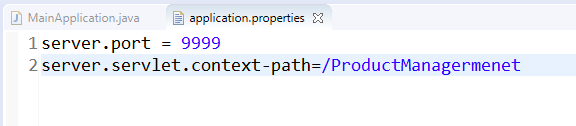 MainApplication.java application.properties
1 server.port = 9999
2 server.servlet.context-path=/ProductManagermenet